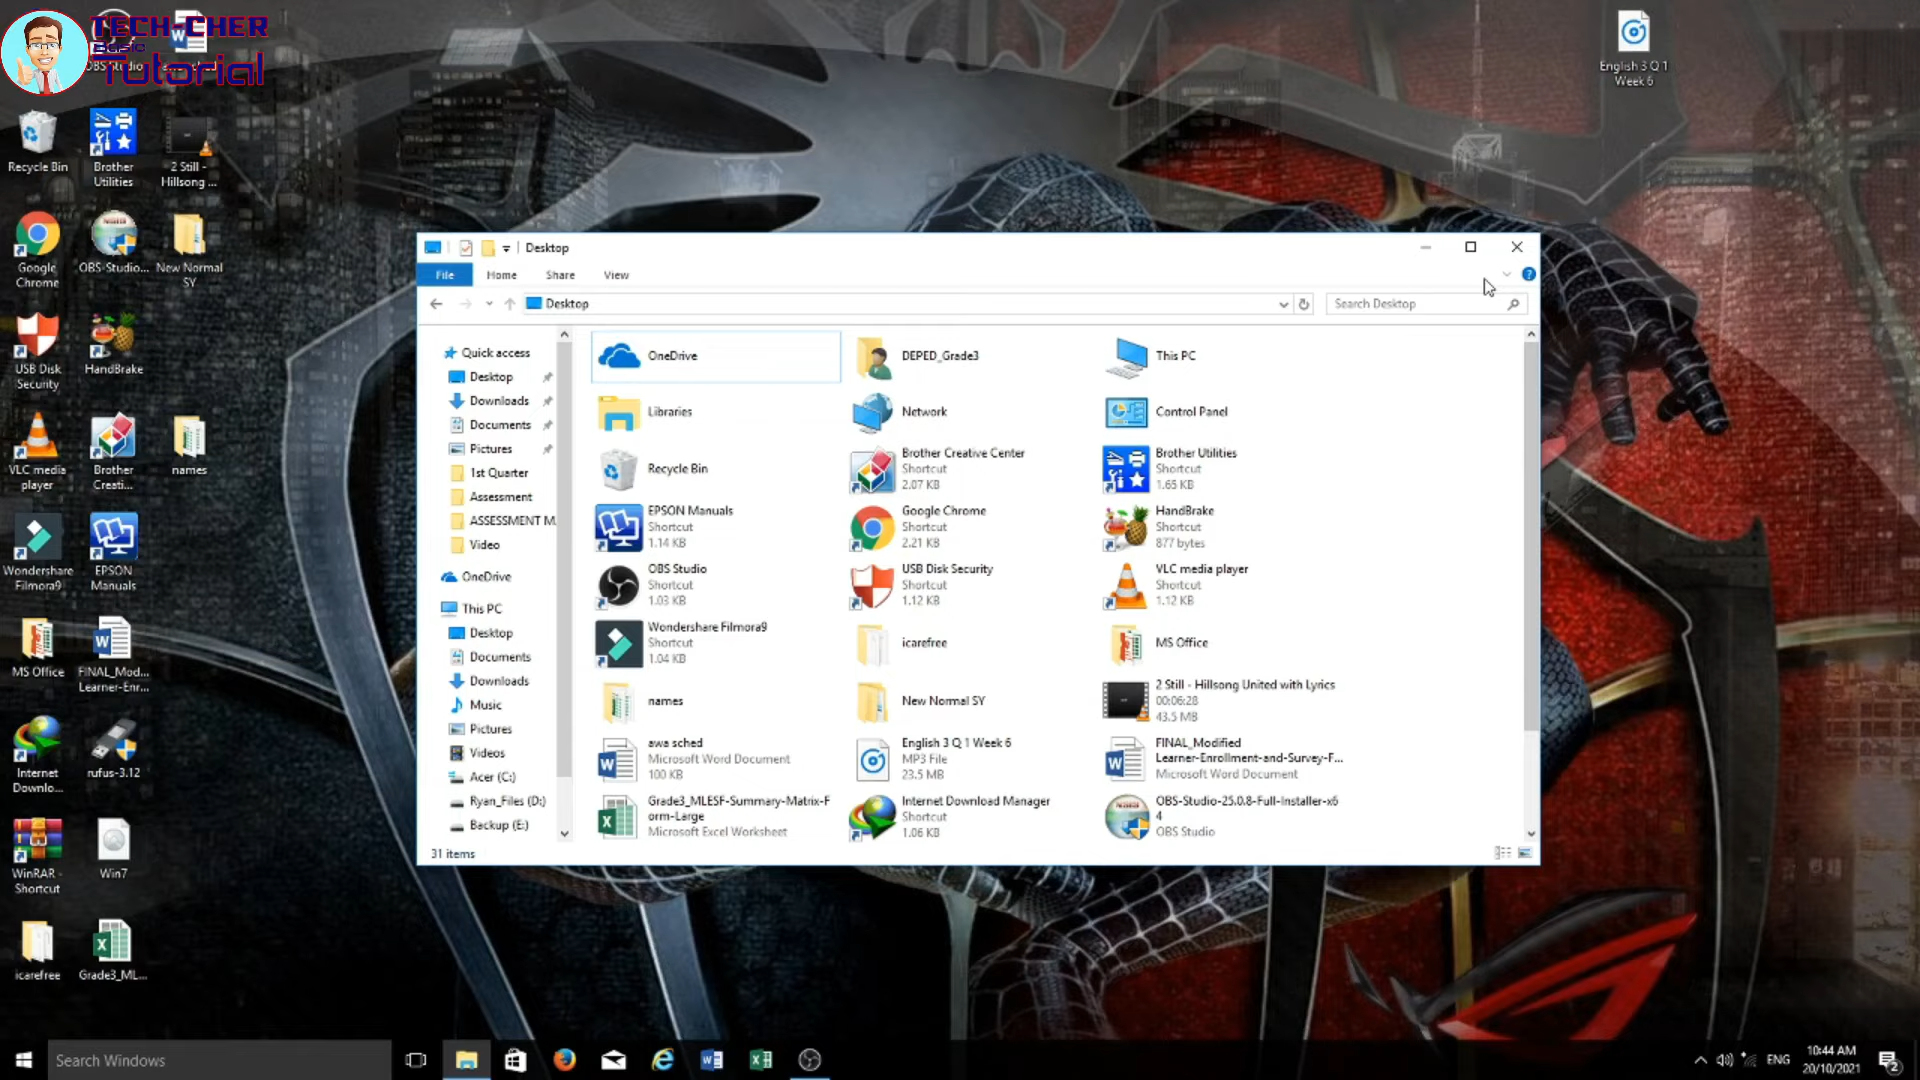 TECH-CHER
Basic
Tutorial
Recycle Bin
Brother
Utilities
2 Still -
Hillsong ...
Google
Chrome
OBS-Studio...
New Normal
SY
USB Disk
Security
HandBrake
VLC media
player
Brother
Creati...
names
Wondershare
Filmora9
EPSON
Manuals
MS Office
FINAL_Mod...
Learner-Enr...
Internet
Downlo...
rufus-3.12
WinRAR -
Shortcut
Win7
icarefree
Grade3_ML...
English 3 Q 1
Week 6
Desktop
File Home Share View
Desktop
Search Desktop
Quick access
Desktop
Downloads
Documents
Pictures
1st Quarter
Assessment
ASSESSMENT M
Video
OneDrive
This PC
Desktop
Documents
Downloads
Music
Pictures
Videos
Acer (C:)
Ryan_Files (D:)
Backup (E:)
OneDrive
DEPED_Grade3
This PC
Libraries
Network
Control Panel
Recycle Bin
Brother Creative Center
Shortcut
2.07 KB
Brother Utilities
Shortcut
1.65 KB
EPSON Manuals
Shortcut
1.14 KB
Google Chrome
Shortcut
2.21 KB
HandBrake
Shortcut
877 bytes
OBS Studio
Shortcut
1.03 KB
USB Disk Security
Shortcut
1.12 KB
VLC media player
Shortcut
1.12 KB
Wondershare Filmora9
Shortcut
1.04 KB
icarefree
MS Office
names
New Normal SY
2 Still - Hillsong United with Lyrics
00:06:28
43.5 MB
awa sched
Microsoft Word Document
100 KB
English 3 Q 1 Week 6
MP3 File
23.5 MB
FINAL_Modified
Learner-Enrollment-and-Survey-F...
Microsoft Word Document
Grade3_MLESF-Summary-Matrix-F
orm-Large
Microsoft Excel Worksheet
Internet Download Manager
Shortcut
1.06 KB
OBS-Studio-25.0.8-Full-Installer-x6
4
OBS Studio
31 items
Search Windows
ENG
10:44 AM
20/10/2021
2